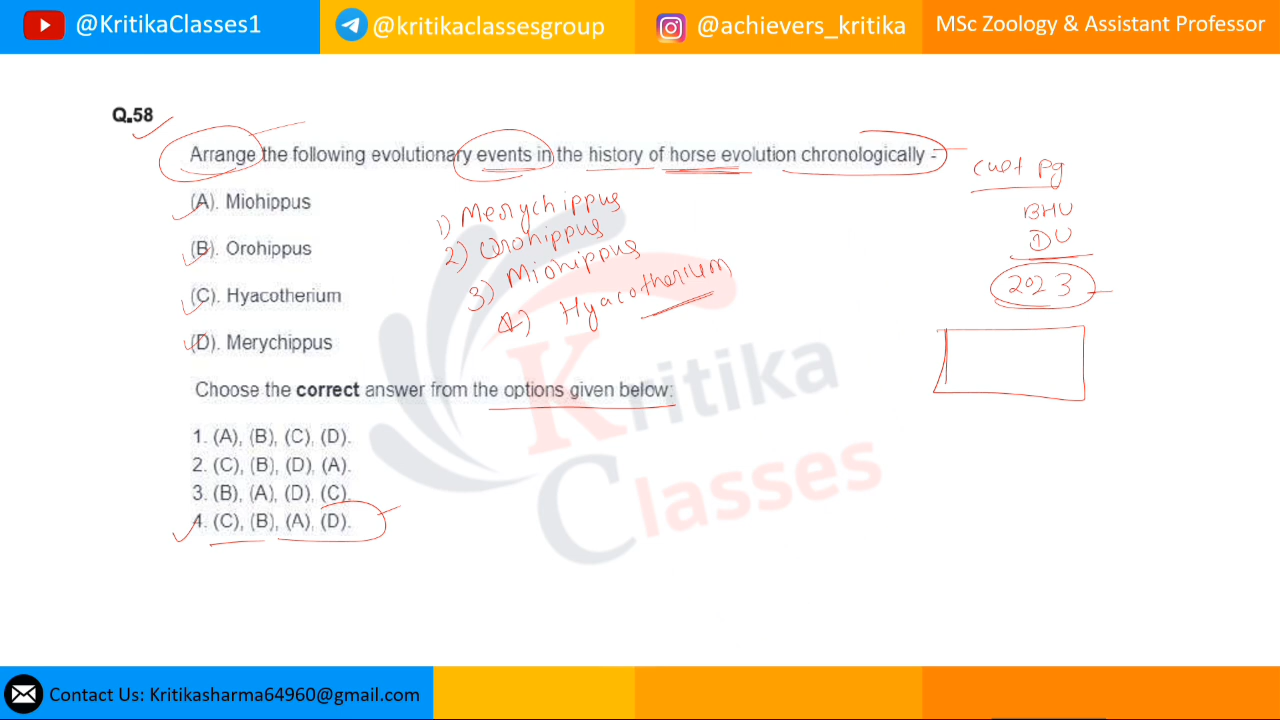 @KritikaClasses1
@kritikaclassesgroup
@achievers_kritika
MSc Zoology & Assistant Professor
Q.58
Arrange the following evolutionary events in the history of horse evolution chronologically -
(A). Miohippus
(B). Orohippus
(C). Hyacotherium
(D). Merychippus
Choose the correct answer from the options given below:
1. (A), (B), (C), (D).
2. (C), (B), (D), (A).
3. (B), (A), (D), (C).
4. (C), (B), (A), (D).
1) Merychippus
2) Orohippus
3) Miohippus
4) Hyacotherium
cuet pg
BHU
DU
2023
Kritika
Classes
Contact Us: Kritikasharma64960@gmail.com